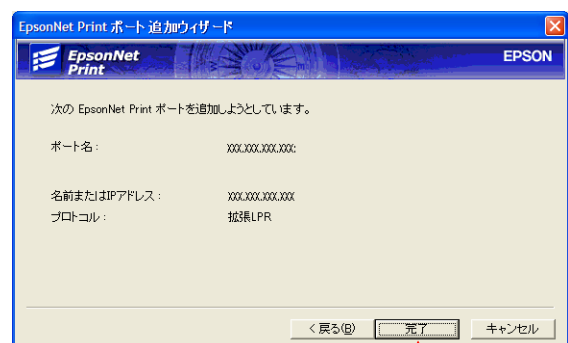 EpsonNet Print ポート追加ウィザード
EpsonNet
Print
EPSON
次の EpsonNet Print ポートを追加しようとしています。
ポート名： XXX.XXX.XXX.XXX:
名前またはIPアドレス： XXX.XXX.XXX.XXX
プロトコル： 拡張LPR
< 戻る(B) 完了 キャンセル